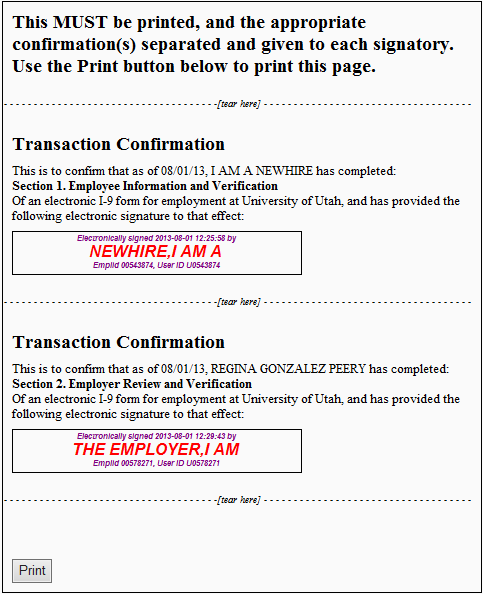 This MUST be printed, and the appropriate
confirmation(s) separated and given to each signatory.
Use the Print button below to print this page.
- - - - - - - - - - - - - - - - - - - - - - - - - - - - -[tear here] - - - - - - - - - - - - - - - - - - - - - - - - - - - - -
Transaction Confirmation
This is to confirm that as of 08/01/13, I AM A NEWHIRE has completed:
Section 1. Employee Information and Verification
Of an electronic I-9 form for employment at University of Utah, and has provided the
following electronic signature to that effect:
Electronically signed 2013-08-01 12:25:58 by
NEWHIRE,I AM A
Emplid 00543874, User ID U0543874
- - - - - - - - - - - - - - - - - - - - - - - - - - - - -[tear here] - - - - - - - - - - - - - - - - - - - - - - - - - - - - -
Transaction Confirmation
This is to confirm that as of 08/01/13, REGINA GONZALEZ PEERY has completed:
Section 2. Employer Review and Verification
Of an electronic I-9 form for employment at University of Utah, and has provided the
following electronic signature to that effect:
Electronically signed 2013-08-01 12:29:43 by
THE EMPLOYER,I AM
Emplid 00578271, User ID U0578271
- - - - - - - - - - - - - - - - - - - - - - - - - - - - -[tear here] - - - - - - - - - - - - - - - - - - - - - - - - - - - - -
Print